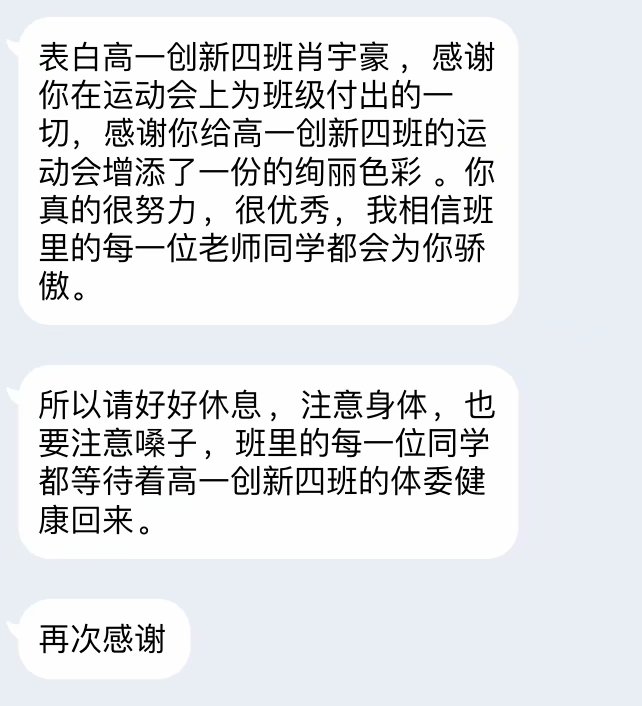 表白高一创新四班肖宇豪，感谢
你在运动会上为班级付出的一
切，感谢你给高一创新四班的运
动会增添了一份的绚丽色彩 。你
真的很努力，很优秀，我相信班
里的每一位老师同学都会为你骄
傲。
所以请好好休息，注意身体，也
要注意嗓子，班里的每一位同学
都等待着高一创新四班的体委健
康回来。
再次感谢